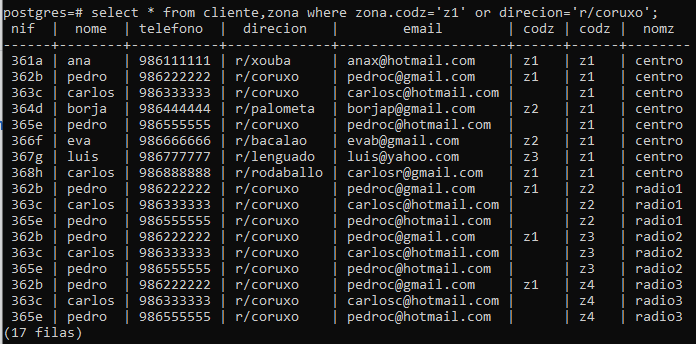 postgres=# select * from cliente,zona where zona.codz='z1' or direcion='r/coruxo';
 nif  |  nome  | telefono  |  direcion   |       email        | codz | codz |  nomz
------+--------+-----------+-------------+--------------------+------+------+--------
 361a | ana    | 986111111 | r/xouba     | anax@hotmail.com   | z1   | z1   | centro
 362b | pedro  | 986222222 | r/coruxo    | pedroc@gmail.com   | z1   | z1   | centro
 363c | carlos | 986333333 | r/coruxo    | carlosc@hotmail.com |      | z1   | centro
 364d | borja  | 986444444 | r/palometa  | borjap@gmail.com   | z2   | z1   | centro
 365e | pedro  | 986555555 | r/coruxo    | pedroc@hotmail.com |      | z1   | centro
 366f | eva    | 986666666 | r/bacalao   | evab@gmail.com     | z2   | z1   | centro
 367g | luis   | 986777777 | r/lenguado  | luis@yahoo.com     | z3   | z1   | centro
 368h | carlos | 986888888 | r/rodaballo | carlosr@gmail.com  | z1   | z1   | centro
 362b | pedro  | 986222222 | r/coruxo    | pedroc@gmail.com   | z1   | z2   | radio1
 363c | carlos | 986333333 | r/coruxo    | carlosc@hotmail.com |      | z2   | radio1
 365e | pedro  | 986555555 | r/coruxo    | pedroc@hotmail.com |      | z2   | radio1
 362b | pedro  | 986222222 | r/coruxo    | pedroc@gmail.com   | z1   | z3   | radio2
 363c | carlos | 986333333 | r/coruxo    | carlosc@hotmail.com |      | z3   | radio2
 365e | pedro  | 986555555 | r/coruxo    | pedroc@hotmail.com |      | z3   | radio2
 362b | pedro  | 986222222 | r/coruxo    | pedroc@gmail.com   | z1   | z4   | radio3
 363c | carlos | 986333333 | r/coruxo    | carlosc@hotmail.com |      | z4   | radio3
 365e | pedro  | 986555555 | r/coruxo    | pedroc@hotmail.com |      | z4   | radio3
(17 filas)